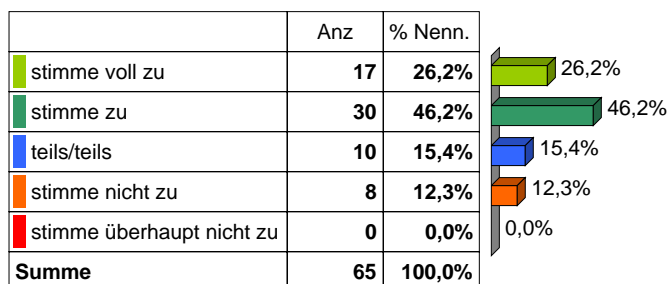 Anz % Nenn.
stimme voll zu 17 26,2% 26,2%
stimme zu 30 46,2% 46,2%
teils/teils 10 15,4% 15,4%
stimme nicht zu 8 12,3% 12,3%
stimme überhaupt nicht zu 0 0,0% 0,0%
Summe 65 100,0%